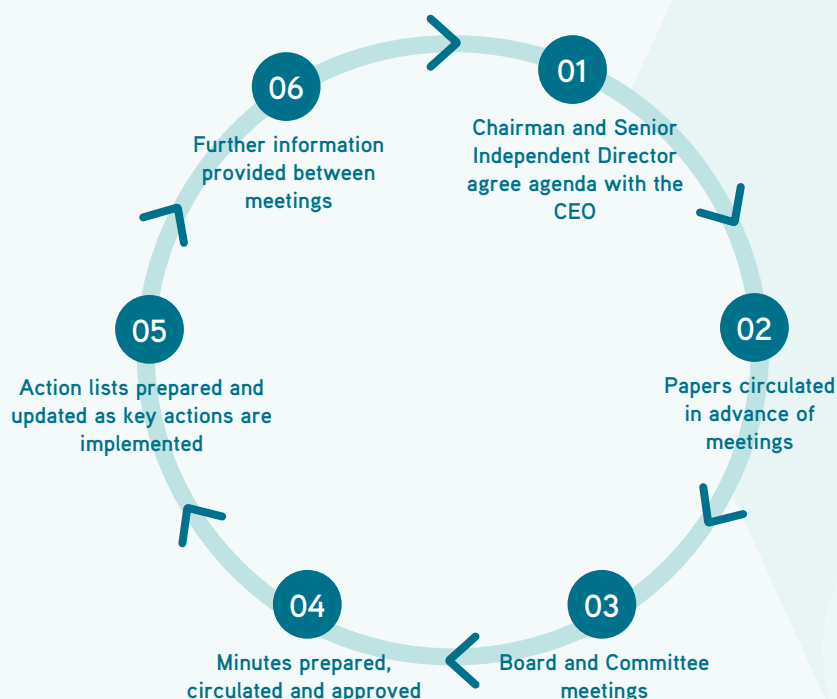 01
Chairman and Senior
Independent Director
agree agenda with the
CEO
02
Papers circulated
in advance of
meetings
03
Board and Committee
meetings
04
Minutes prepared,
circulated and approved
05
Action lists prepared and
updated as key actions are
implemented
06
Further information
provided between
meetings